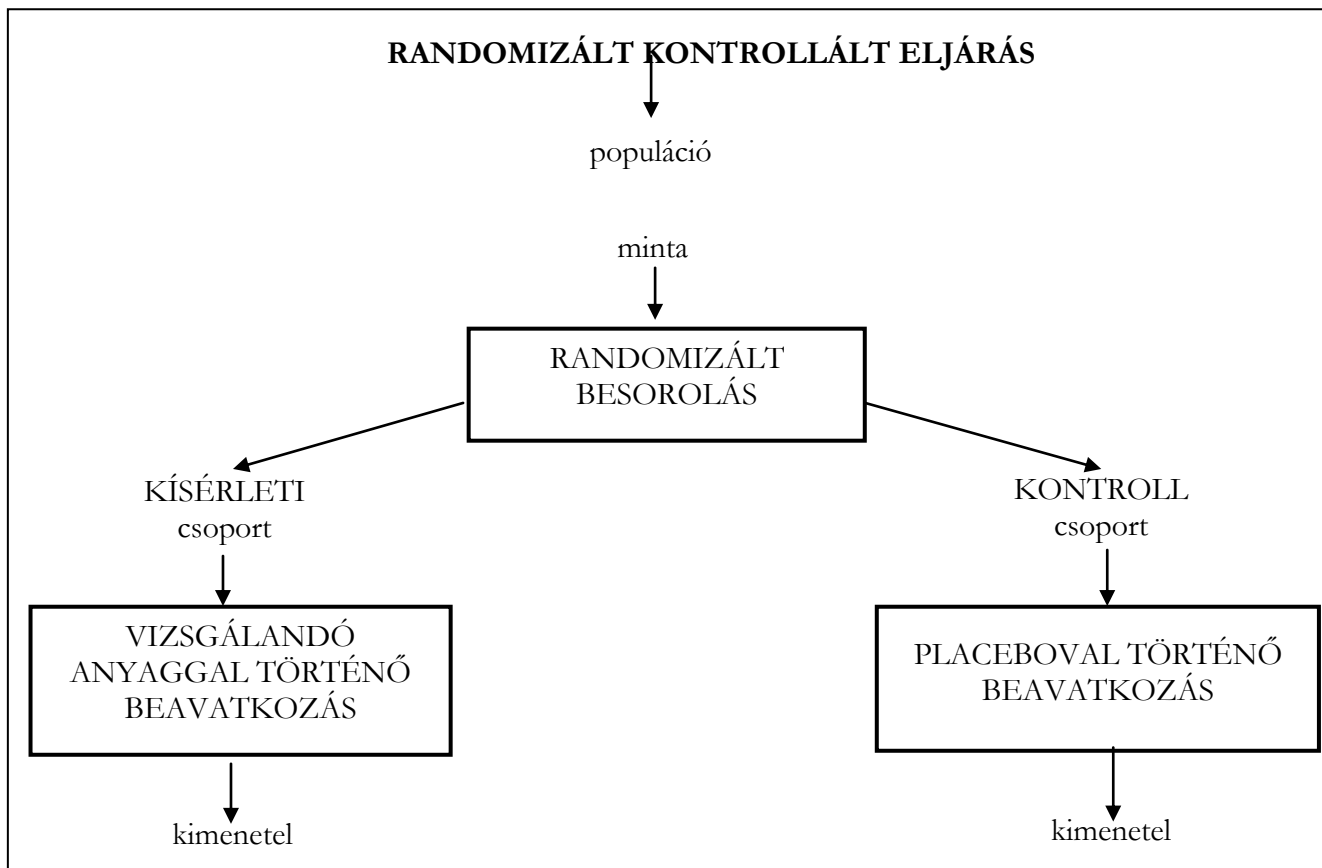 RANDOMIZÁLT KONTROLLÁLT ELJÁRÁS
populáció
minta
RANDOMIZÁLT
BESOROLÁS
KÍSÉRLETI
csoport
KONTROLL
csoport
VIZSGÁLANDÓ
ANYAGGAL TÖRTÉNŐ
BEAVATKOZÁS
PLACEBOVAL TÖRTÉNŐ
BEAVATKOZÁS
kimenetel
kimenetel